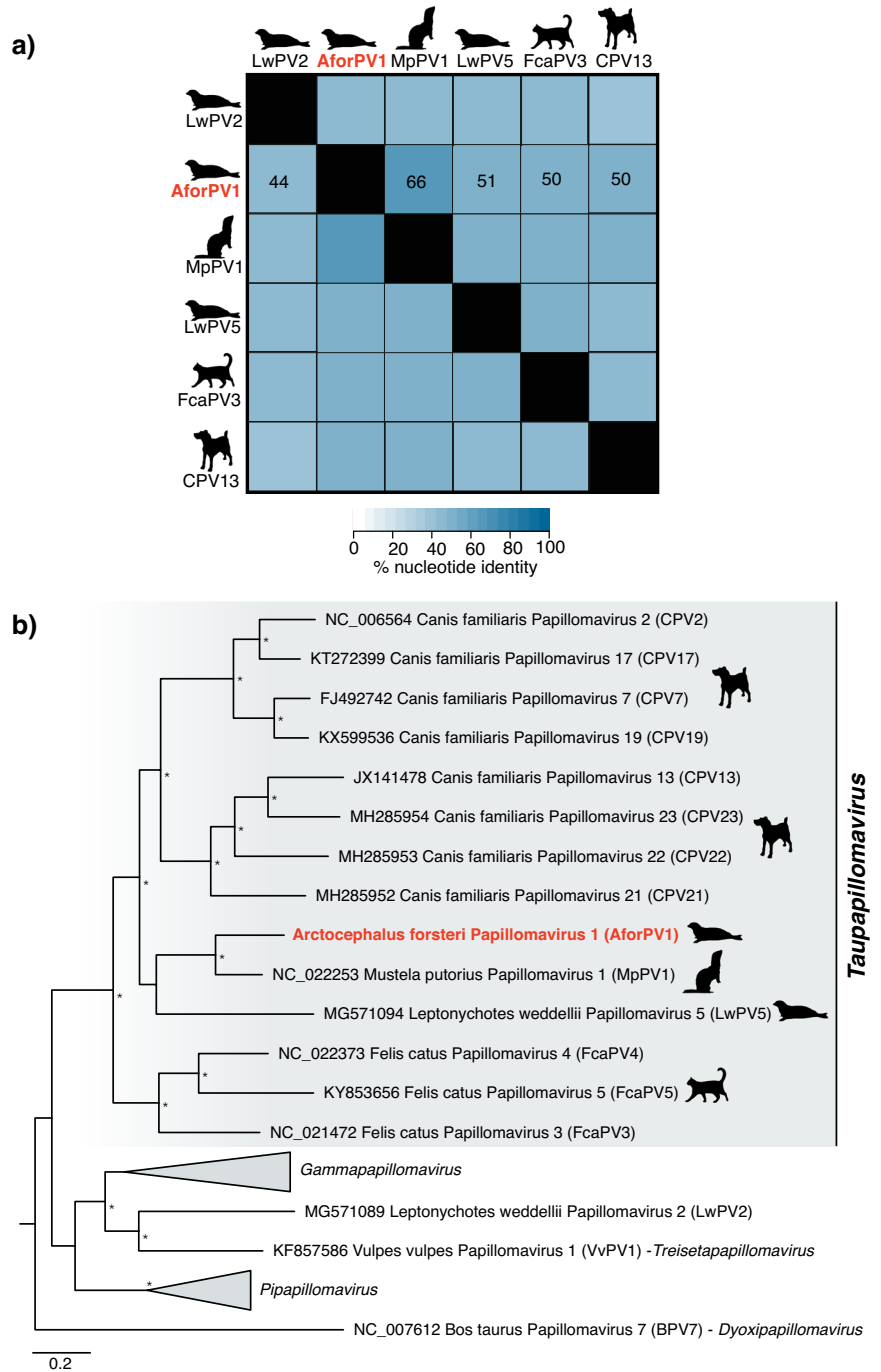 a)
LwPV2 AforPV1 MpPV1 LwPV5 FcaPV3 CPV13
LwPV2
AforPV1 44 66 51 50 50
MpPV1
LwPV5
FcaPV3
CPV13
0 20 40 60 80 100
% nucleotide identity
b)
NC_006564 Canis familiaris Papillomavirus 2 (CPV2)
*
KT272399 Canis familiaris Papillomavirus 17 (CPV17)
*
FJ492742 Canis familiaris Papillomavirus 7 (CPV7)
*
KX599536 Canis familiaris Papillomavirus 19 (CPV19)
*
JX141478 Canis familiaris Papillomavirus 13 (CPV13)
*
MH285954 Canis familiaris Papillomavirus 23 (CPV23)
*
MH285953 Canis familiaris Papillomavirus 22 (CPV22)
*
*
MH285952 Canis familiaris Papillomavirus 21 (CPV21)
Arctocephalus forsteri Papillomavirus 1 (AforPV1)
*
NC_022253 Mustela putorius Papillomavirus 1 (MpPV1)
*
MG571094 Leptonychotes weddellii Papillomavirus 5 (LwPV5)
NC_022373 Felis catus Papillomavirus 4 (FcaPV4)
*
KY853656 Felis catus Papillomavirus 5 (FcaPV5)
*
NC_021472 Felis catus Papillomavirus 3 (FcaPV3)
Taupapillomavirus
Gammapapillomavirus
*
MG571089 Leptonychotes weddellii Papillomavirus 2 (LwPV2)
*
KF857586 Vulpes vulpes Papillomavirus 1 (VvPV1) -Treisetapapillomavirus
*
Pipapillomavirus
NC_007612 Bos taurus Papillomavirus 7 (BPV7) - Dyoxipapillomavirus
0.2